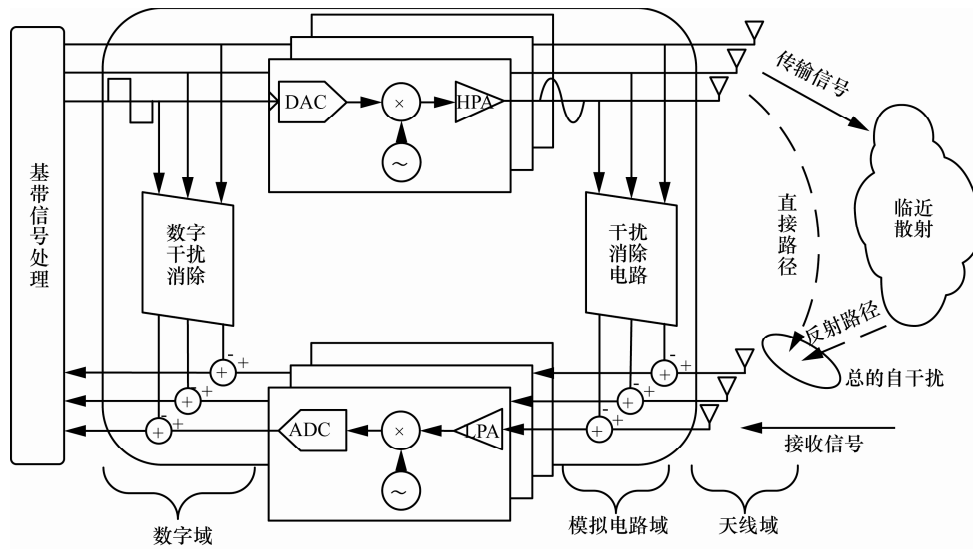 基带信号处理
DAC
×
HPA
~
传输信号
直接路径
临近
散射
数字
干扰
消除
干扰
消除
电路
反射路径
总的自干扰
-
+
+
-
+
+
-
+
+
-
+
-
+
-
+
ADC
×
LPA
~
接收信号
数字域
模拟电路域
天线域